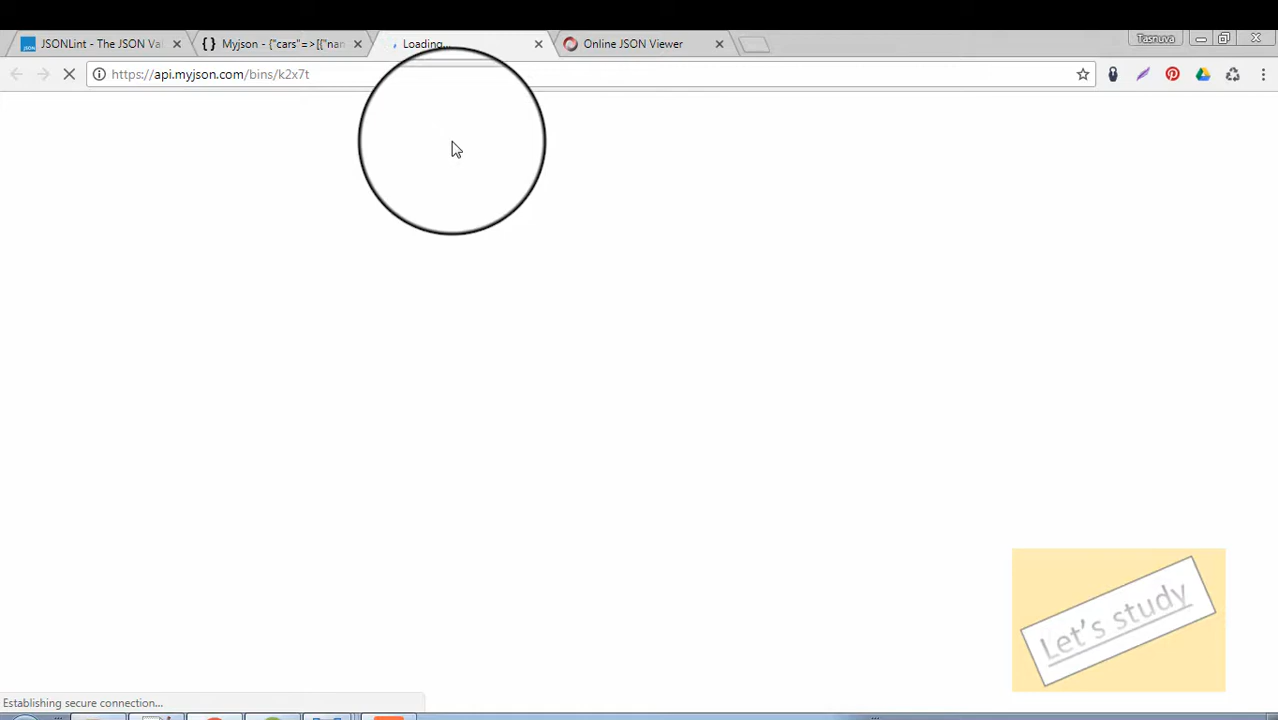 JSONLint - The JSON Val
Myjson - {"cars"=>[["nan
Loading...
Online JSON Viewer
Tasnuva
https://api.myjson.com/bins/k2x7t
Let's study
Establishing secure connection...